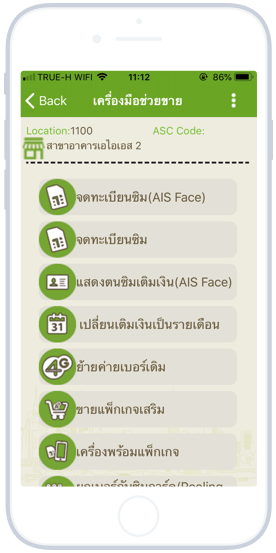 TRUE-H WIFI 11:12 86%
Back เครื่องมือช่วยขาย
Location:1100 ASC Code:
สาขาอาคารเอไอเอส 2
จดทะเบียนซิม(AIS Face)
จดทะเบียนซิม
แสดงตนซิมเติมเงิน(AIS Face)
31 เปลี่ยนเติมเงินเป็นรายเดือน
4G ย้ายค่ายเบอร์เดิม
ขายแพ็กเกจเสริม
เครื่องพร้อมแพ็กเกจ